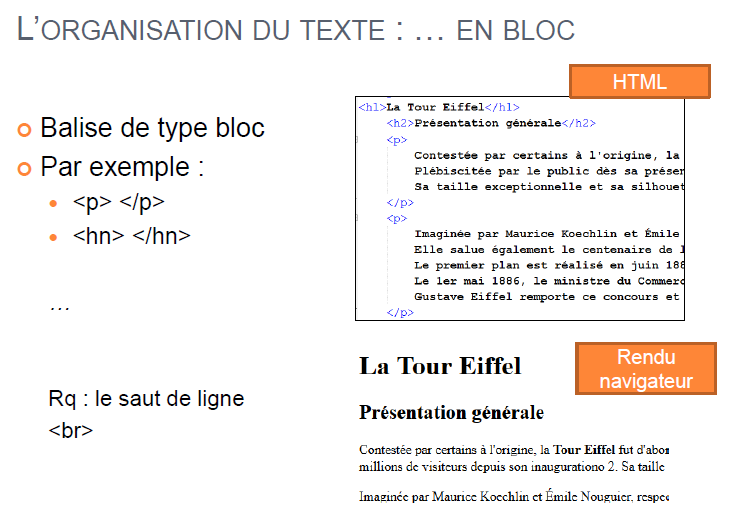 L'ORGANISATION DU TEXTE : … EN BLOC
Balise de type bloc
Par exemple :
<p> </p>
<hn> </hn>
…
Rq : le saut de ligne
<br>
HTML
<h1>La Tour Eiffel</h1>
<h2>Présentation générale</h2>
<p>
Contestée par certains à l'origine, la
Plébiscitée par le public dès sa présen
Sa taille exceptionnelle et sa silhouet
</p>
<p>
Imaginée par Maurice Koechlin et Émile
Elle salue également le centenaire de l
Le premier plan est réalisé en juin 188
Le 1er mai 1886, le ministre du Commerc
Gustave Eiffel remporte ce concours et
</p>
Rendu
navigateur
La Tour Eiffel
Présentation générale
Contestée par certains à l'origine, la Tour Eiffel fut d'abor
millions de visiteurs depuis son inaugurationo 2. Sa taille
Imaginée par Maurice Koechlin et Émile Nouguier, respec